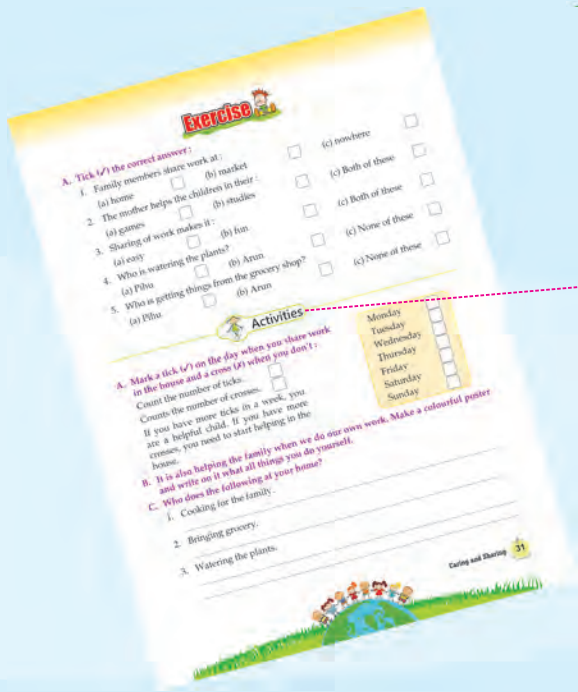 Exercise
A. Tick (✓) the correct answer :
1. Family members share work at :
(a) home (b) market (c) nowhere
2. The mother helps the children in their :
(a) games (b) studies (c) Both of these
3. Sharing of work makes it :
(a) easy (b) fun (c) Both of these
4. Who is watering the plants?
(a) Pihu (b) Arun (c) None of these
5. Who is getting things from the grocery shop?
(a) Pihu (b) Arun (c) None of these
Activities
A. Mark a tick (✓) on the day when you share work
in the house and a cross (✗) when you don't :
Count the number of ticks.
Counts the number of crosses.
If you have more ticks in a week, you
are a helpful child. If you have more
crosses, you need to start helping in the
house.
Monday
Tuesday
Wednesday
Thursday
Friday
Saturday
Sunday
B. It is also helping the family when we do our own work. Make a colourful poster
and write on it what all things you do yourself.
C. Who does the following at your home?
1. Cooking for the family.
2. Bringing grocery.
3. Watering the plants.
Caring and Sharing 31